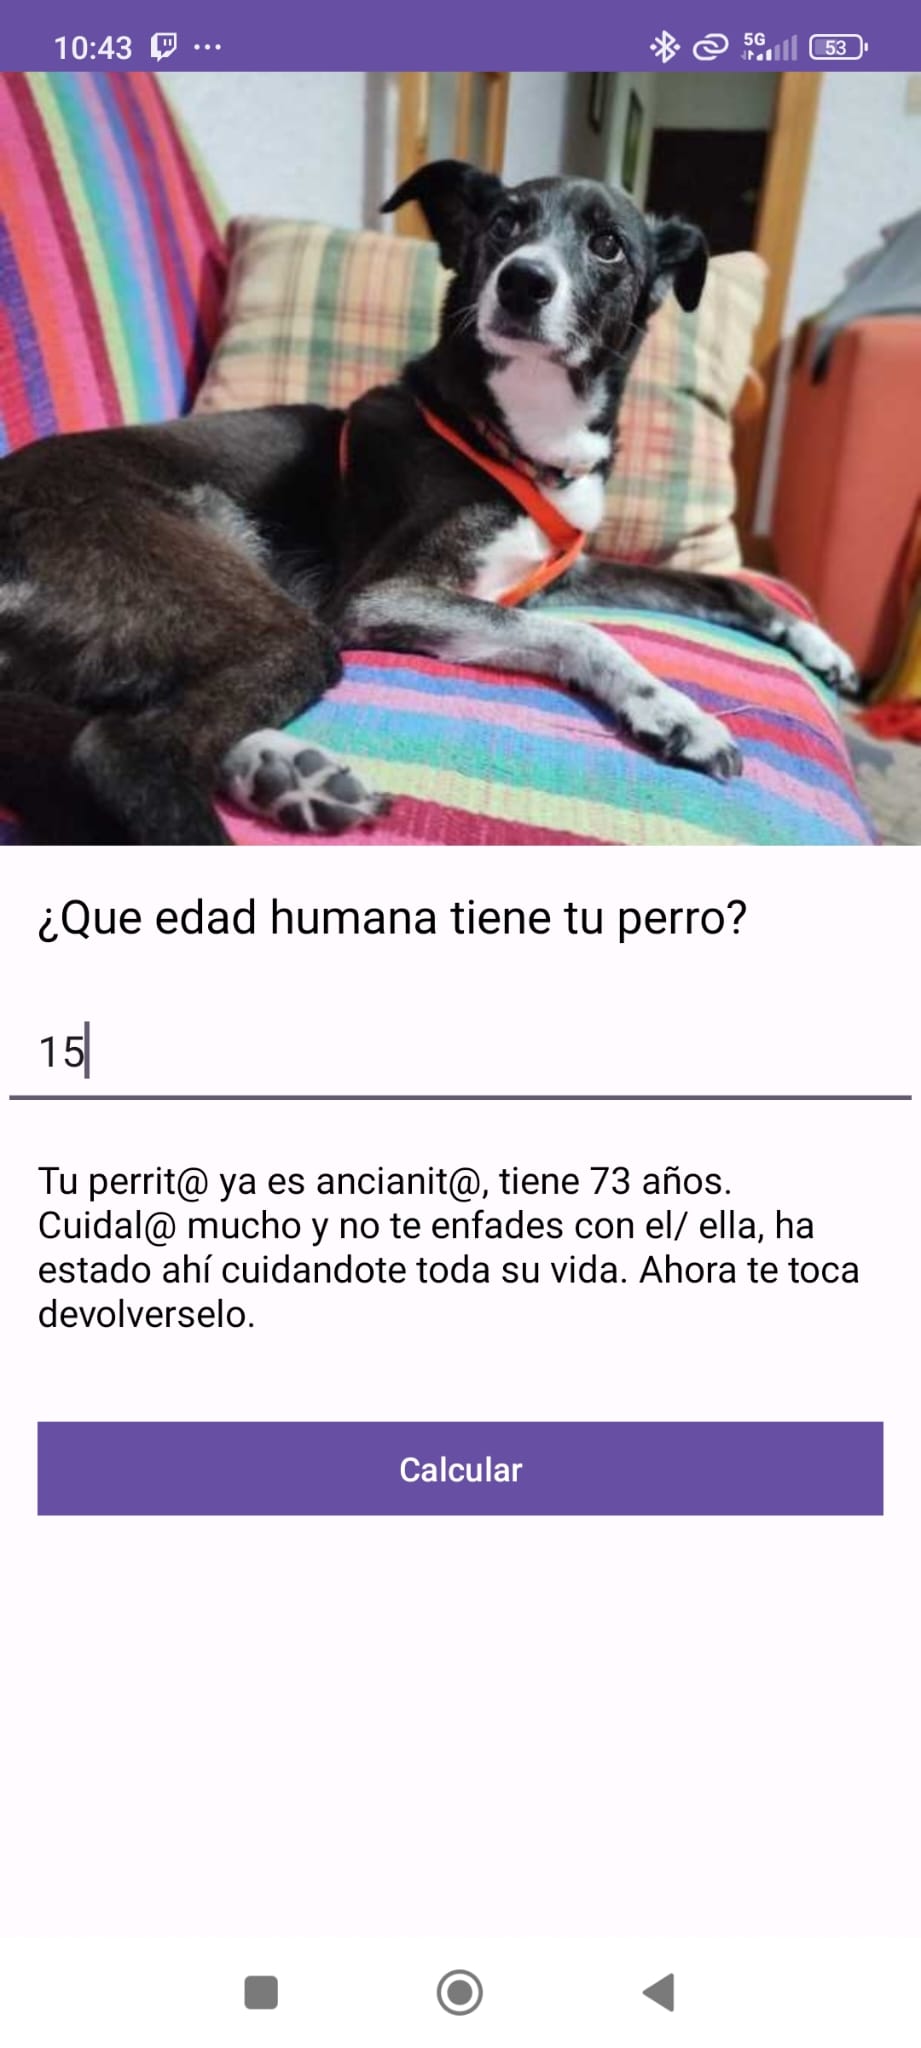 10:43
5G
53
¿Que edad humana tiene tu perro?
15
Tu perrit@ ya es ancianit@, tiene 73 años.
Cuidal@ mucho y no te enfades con el/ ella, ha
estado ahí cuidandote toda su vida. Ahora te toca
devolverselo.
Calcular